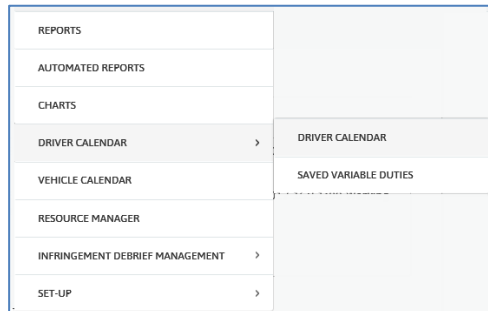 REPORTS
AUTOMATED REPORTS
CHARTS
DRIVER CALENDAR >
VEHICLE CALENDAR
RESOURCE MANAGER
INFRINGEMENT DEBRIEF MANAGEMENT >
SET-UP >
DRIVER CALENDAR
SAVED VARIABLE DUTIES